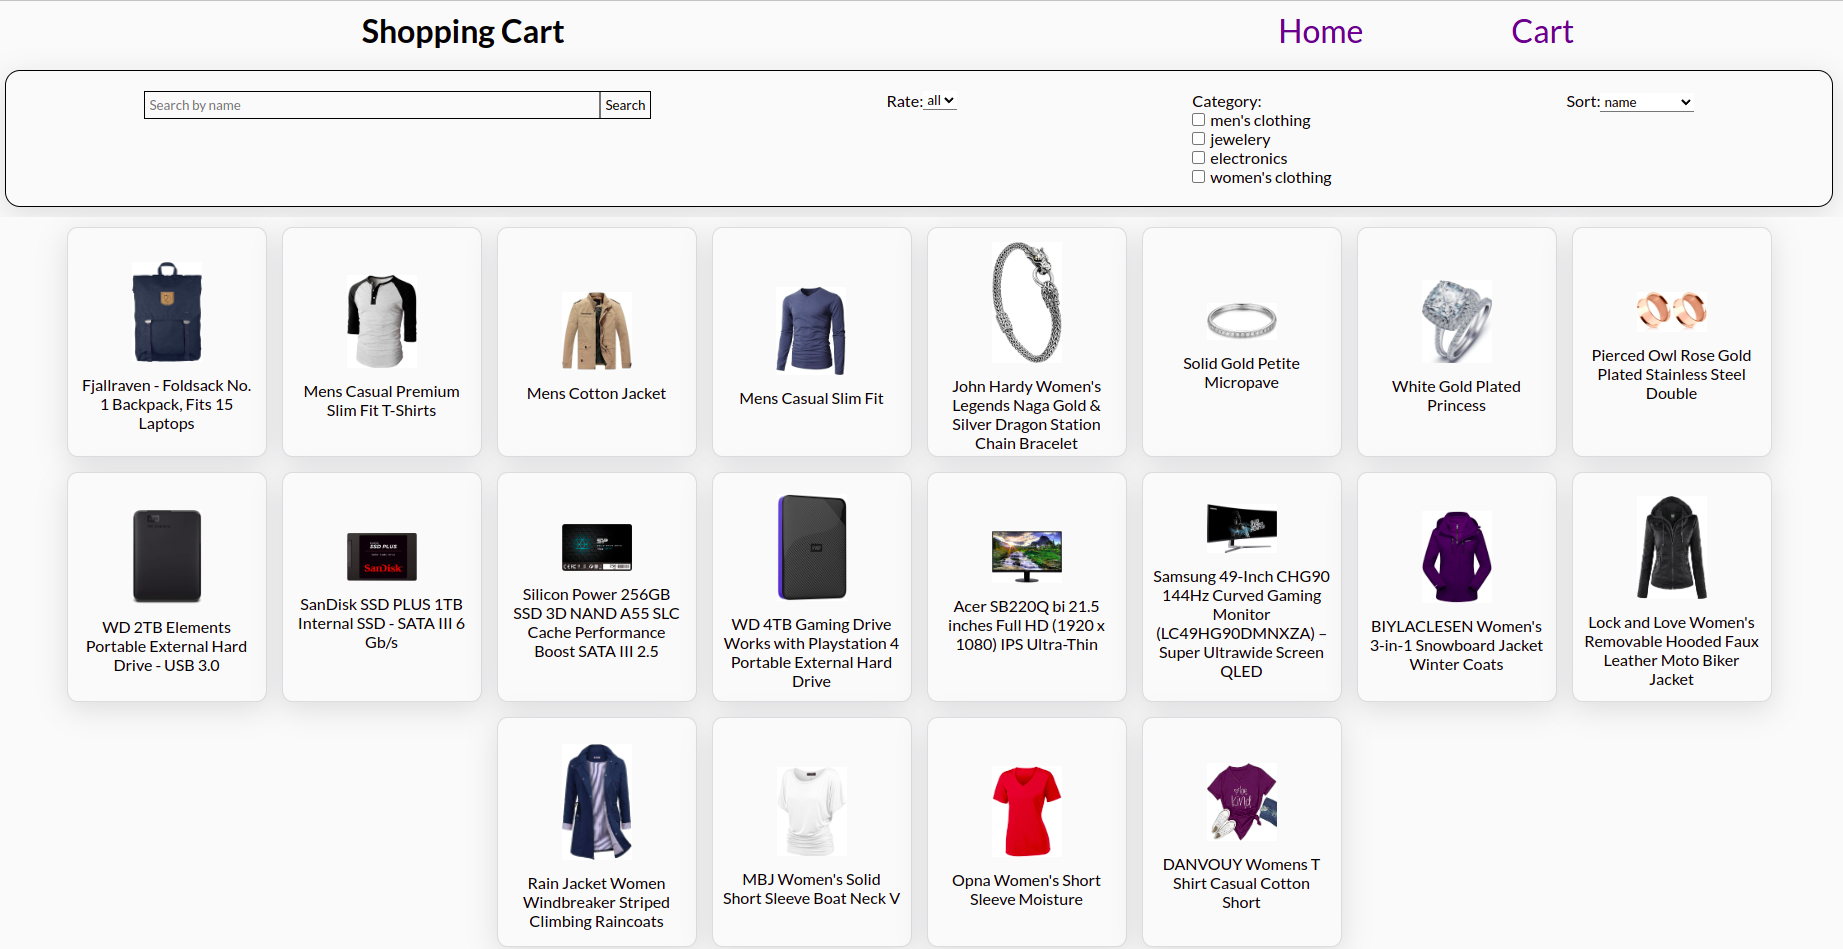 Shopping Cart
Home
Cart
Search by name
Search
Rate: all
Category:
men's clothing
jewelery
electronics
women's clothing
Sort: name
Fjallraven - Foldsack No.
1 Backpack, Fits 15
Laptops
Mens Casual Premium
Slim Fit T-Shirts
Mens Cotton Jacket
Mens Casual Slim Fit
John Hardy Women's
Legends Naga Gold &
Silver Dragon Station
Chain Bracelet
Solid Gold Petite
Micropave
White Gold Plated
Princess
Pierced Owl Rose Gold
Plated Stainless Steel
Double
WD 2TB Elements
Portable External Hard
Drive - USB 3.0
SSD PLUS
SanDisk
SanDisk SSD PLUS 1TB
Internal SSD - SATA III 6
Gb/s
SP
Silicon Power 256GB
SSD 3D NAND A55 SLC
Cache Performance
Boost SATA III 2.5
WD
WD 4TB Gaming Drive
Works with Playstation 4
Portable External Hard
Drive
Acer SB220Q bi 21.5
inches Full HD (1920 x
1080) IPS Ultra-Thin
Samsung 49-Inch CHG90
144Hz Curved Gaming
Monitor
(LC49HG90DMNXZA) –
Super Ultrawide Screen
QLED
BIYLACLESEN Women's
3-in-1 Snowboard Jacket
Winter Coats
Lock and Love Women's
Removable Hooded Faux
Leather Moto Biker
Jacket
Rain Jacket Women
Windbreaker Striped
Climbing Raincoats
MBJ Women's Solid
Short Sleeve Boat Neck V
Opna Women's Short
Sleeve Moisture
be
kind
DANVOUY Womens T
Shirt Casual Cotton
Short